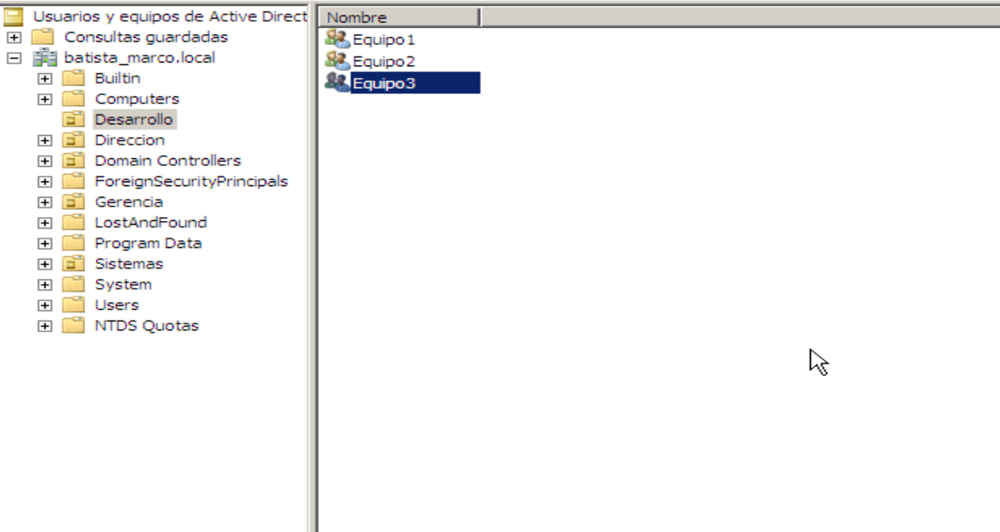 Usuarios y equipos de Active Direct
Consultas guardadas
batista_marco.local
Builtin
Computers
Desarrollo
Direccion
Domain Controllers
ForeignSecurityPrincipals
Gerencia
LostAndFound
Program Data
Sistemas
System
Users
NTDS Quotas
Nombre
Equipo1
Equipo2
Equipo3